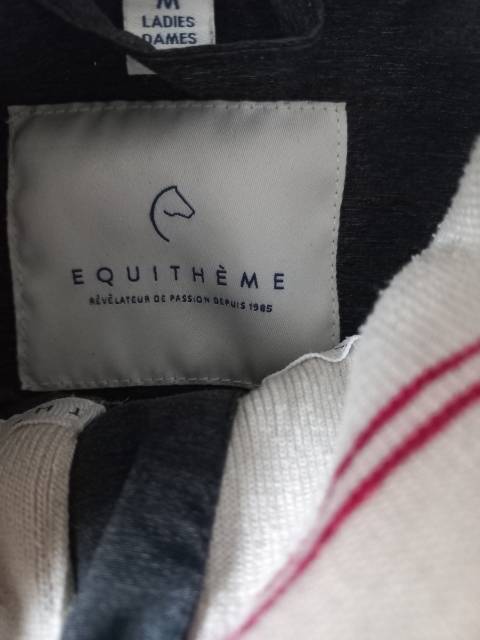 M
LADIES
DAMES
EQUITHÈME
RÉVÉLATEUR DE PASSION DEPUIS 1985
T H